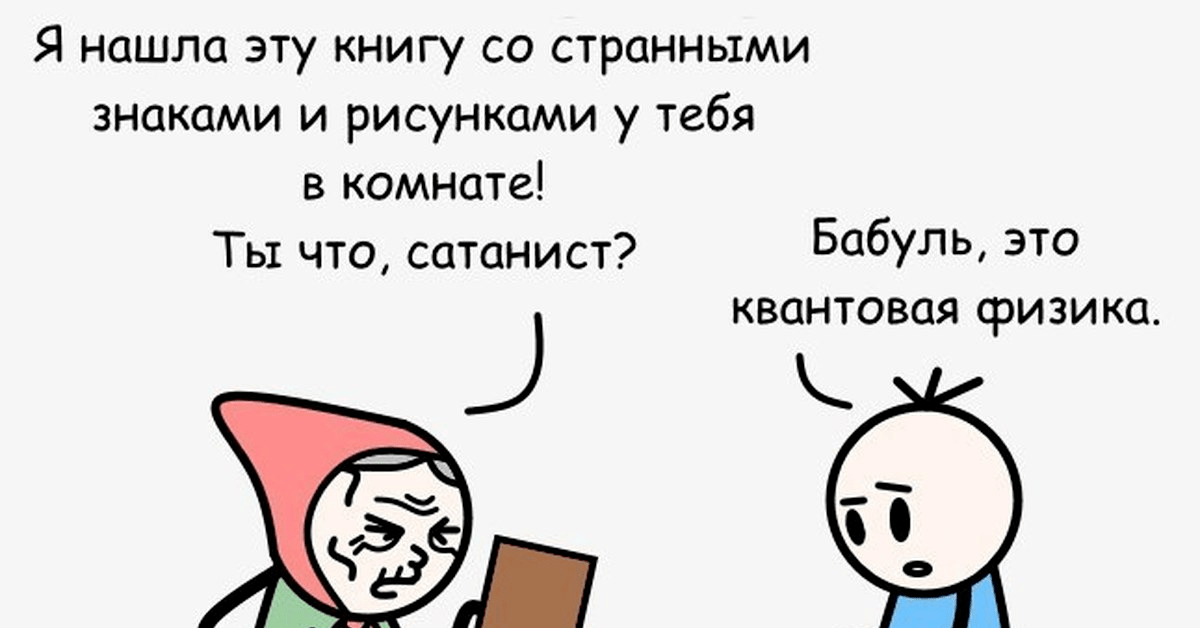 Я нашла эту книгу со странными
знаками и рисунками у тебя
в комнате!
Ты что, сатанист?
Бабуль, это
квантовая физика.